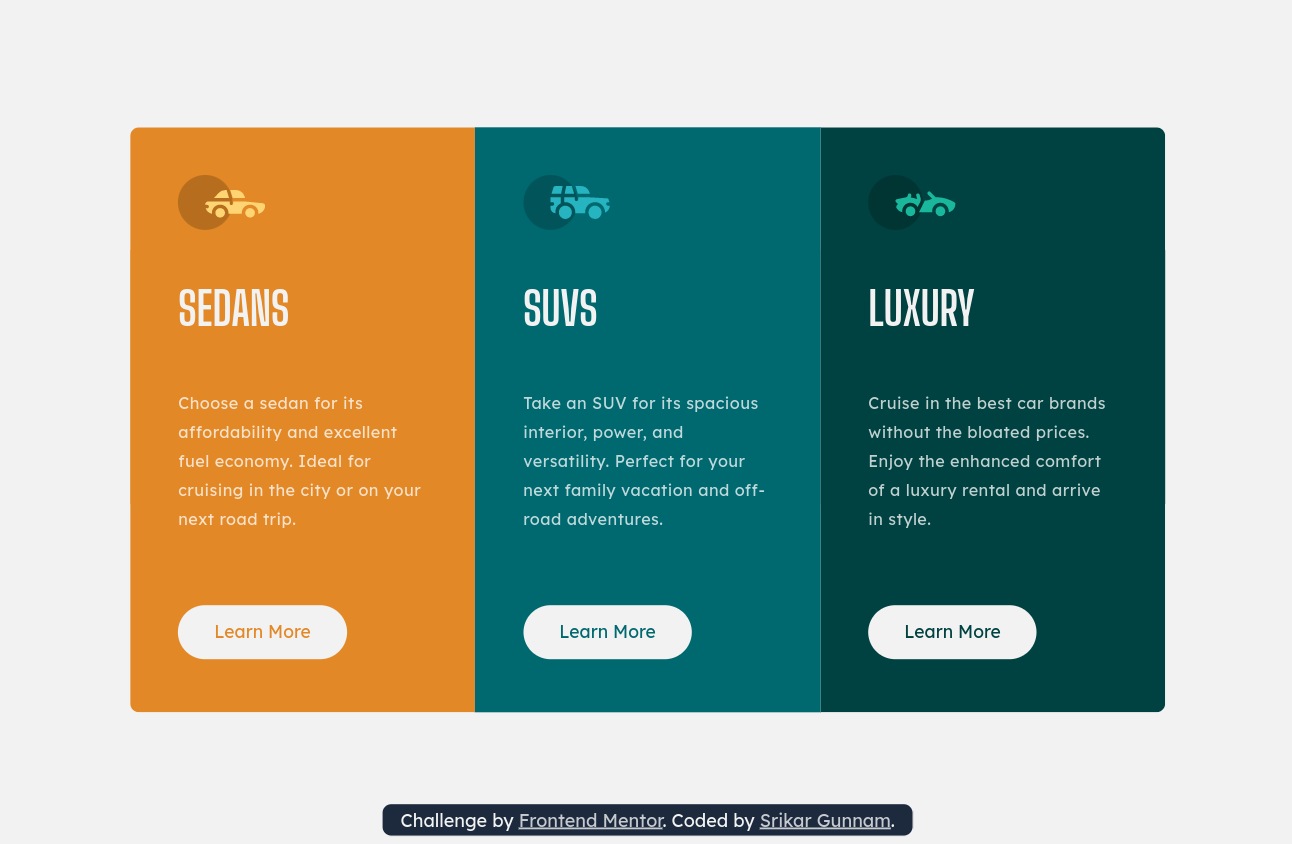 SEDANS
Choose a sedan for its
affordability and excellent
fuel economy. Ideal for
cruising in the city or on your
next road trip.
Learn More
SUVS
Take an SUV for its spacious
interior, power, and
versatility. Perfect for your
next family vacation and off-
road adventures.
Learn More
LUXURY
Cruise in the best car brands
without the bloated prices.
Enjoy the enhanced comfort
of a luxury rental and arrive
in style.
Learn More
Challenge by Frontend Mentor. Coded by Srikar Gunnam.